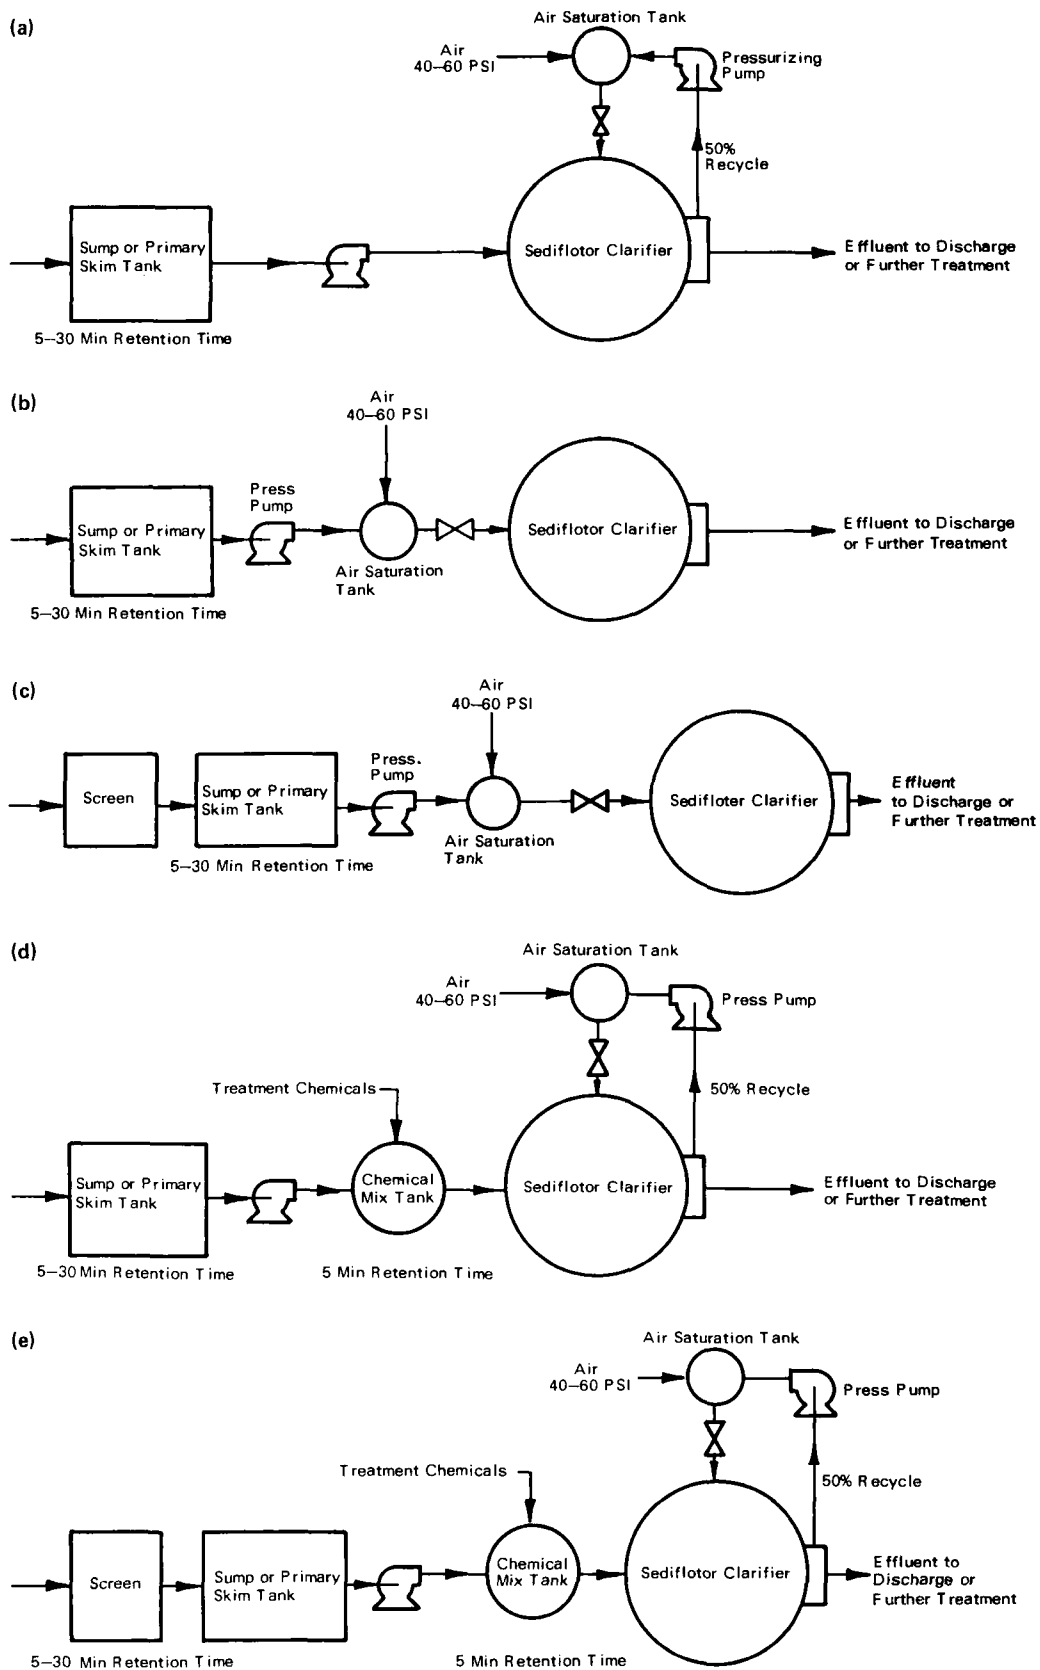 (a)
Air Saturation Tank
Air
40–60 PSI
Pressurizing
Pump
50%
Recycle
Sump or Primary
Skim Tank
Sediflotor Clarifier
Effluent to Discharge
or Further Treatment
5–30 Min Retention Time
(b)
Air
40–60 PSI
Press
Pump
Sump or Primary
Skim Tank
Sediflotor Clarifier
Effluent to Discharge
or Further Treatment
Air Saturation
Tank
5–30 Min Retention Time
(c)
Air
40–60 PSI
Press.
Pump
Screen
Sump or Primary
Skim Tank
Sedifloter Clarifier
Effluent
to Discharge or
Further Treatment
Air Saturation
Tank
5–30 Min Retention Time
(d)
Air Saturation Tank
Air
40–60 PSI
Press Pump
Treatment Chemicals
50% Recycle
Sump or Primary
Skim Tank
Chemical
Mix Tank
Sediflotor Clarifier
Effluent to Discharge
or Further Treatment
5–30 Min Retention Time
5 Min Retention Time
(e)
Air Saturation Tank
Air
40–60 PSI
Press Pump
Treatment Chemicals
50% Recycle
Screen
Sump or Primary
Skim Tank
Chemical
Mix Tank
Sediflotor Clarifier
Effluent to
Discharge or
Further Treatment
5–30 Min Retention Time
5 Min Retention Time